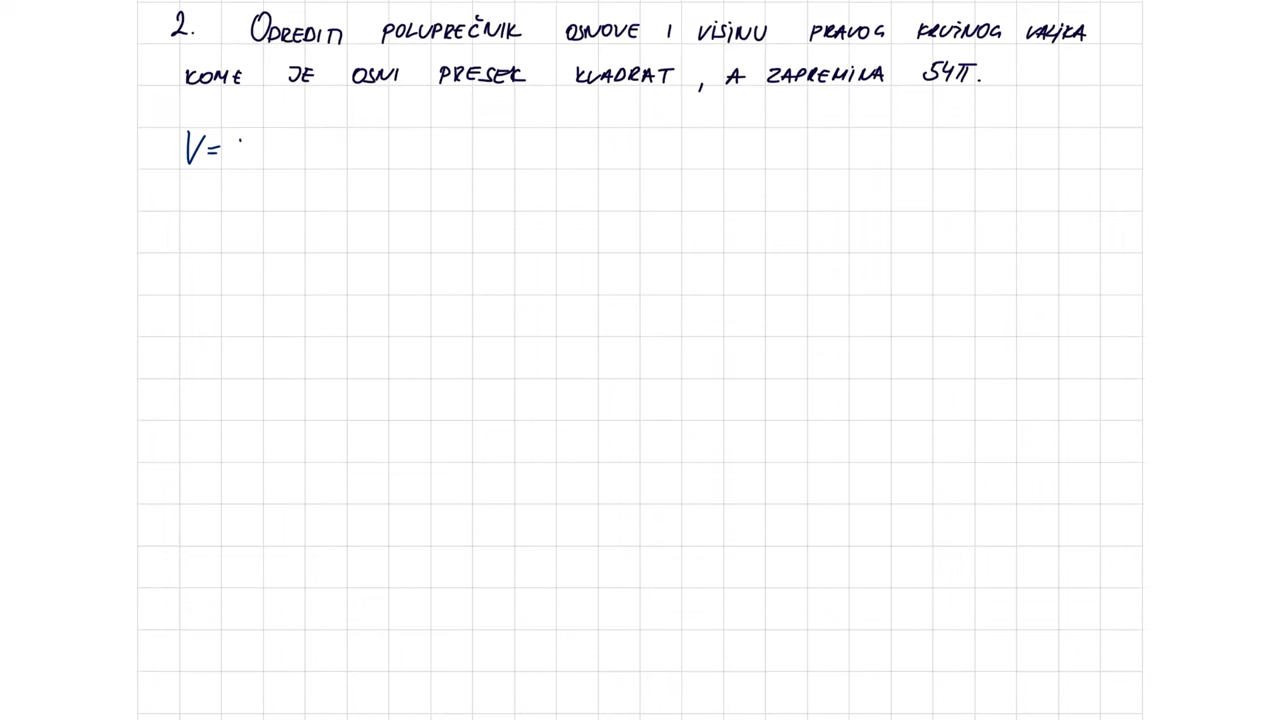 2. ODREDITI POLUPREČNIK OSNOVE I VISINU PRAVOG KRUŽNOG VALJKA
KOME JE OSNI PRESEK KVADRAT, A ZAPREMINA 54π.
V=